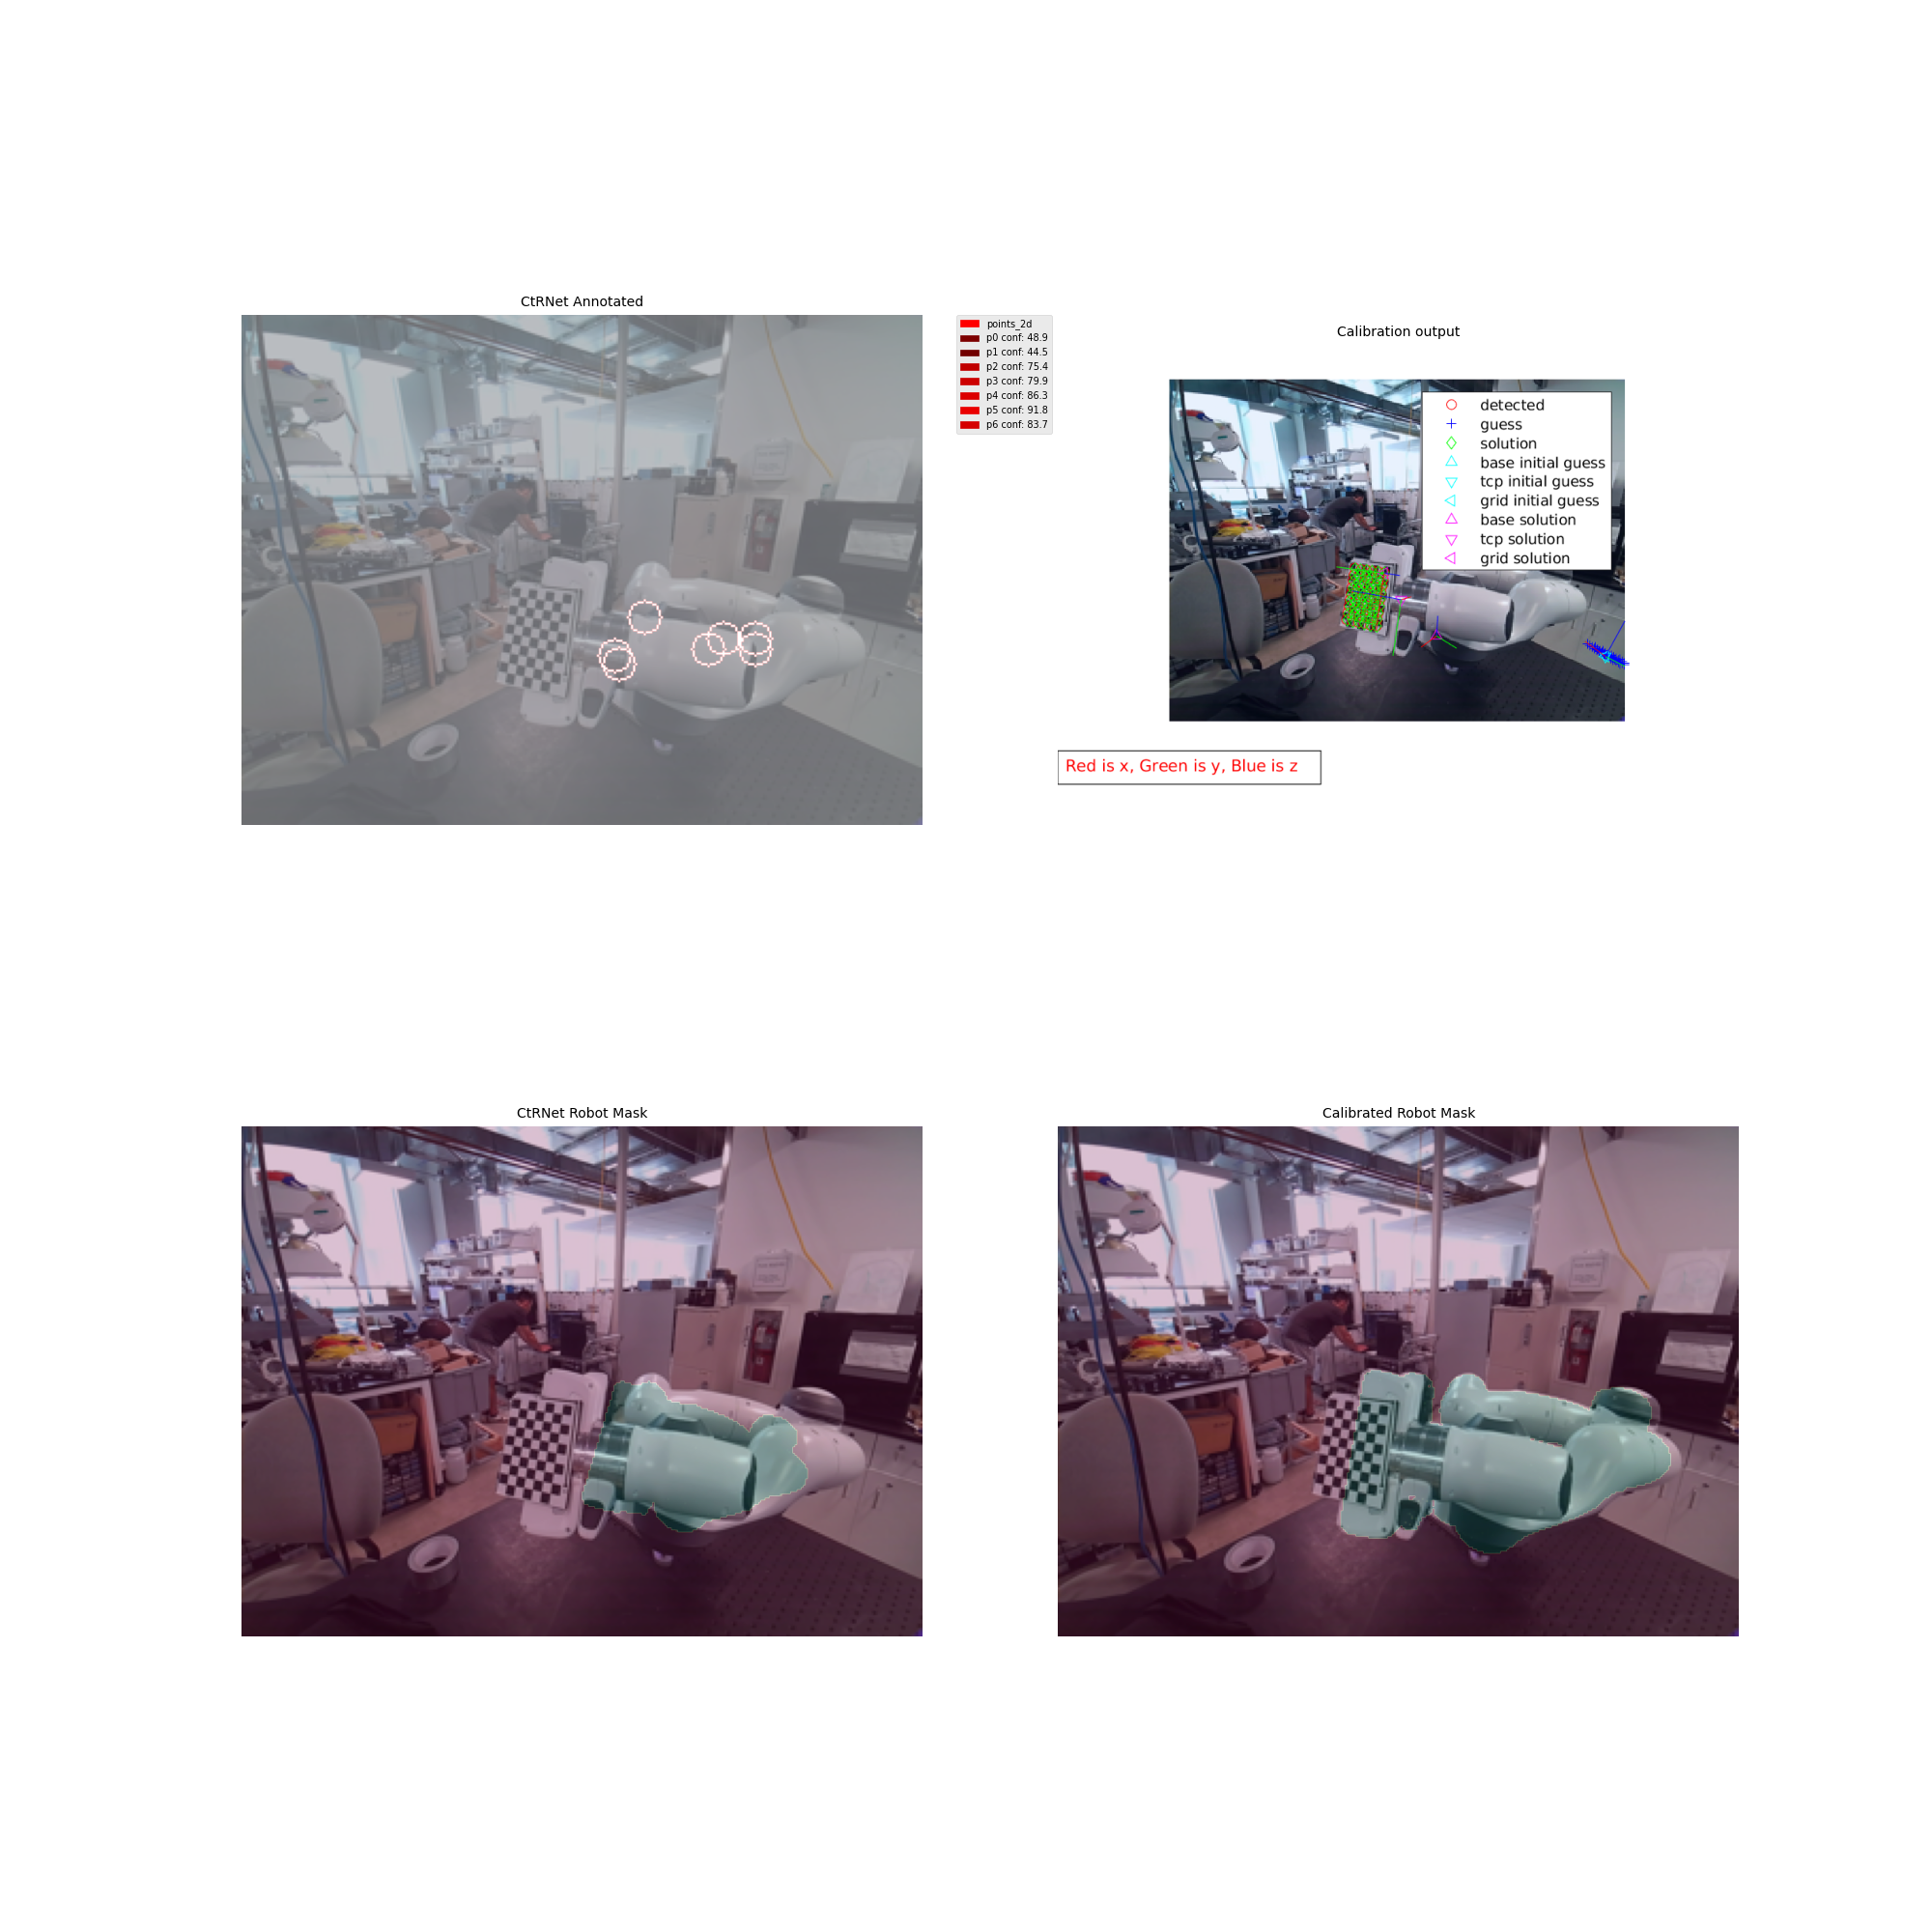 CtRNet Annotated
points_2d
p0 conf: 48.9
p1 conf: 44.5
p2 conf: 75.4
p3 conf: 79.9
p4 conf: 86.3
p5 conf: 91.8
p6 conf: 83.7
Calibration output
detected
guess
solution
base initial guess
tcp initial guess
grid initial guess
base solution
tcp solution
grid solution
Red is x, Green is y, Blue is z
CtRNet Robot Mask
Calibrated Robot Mask